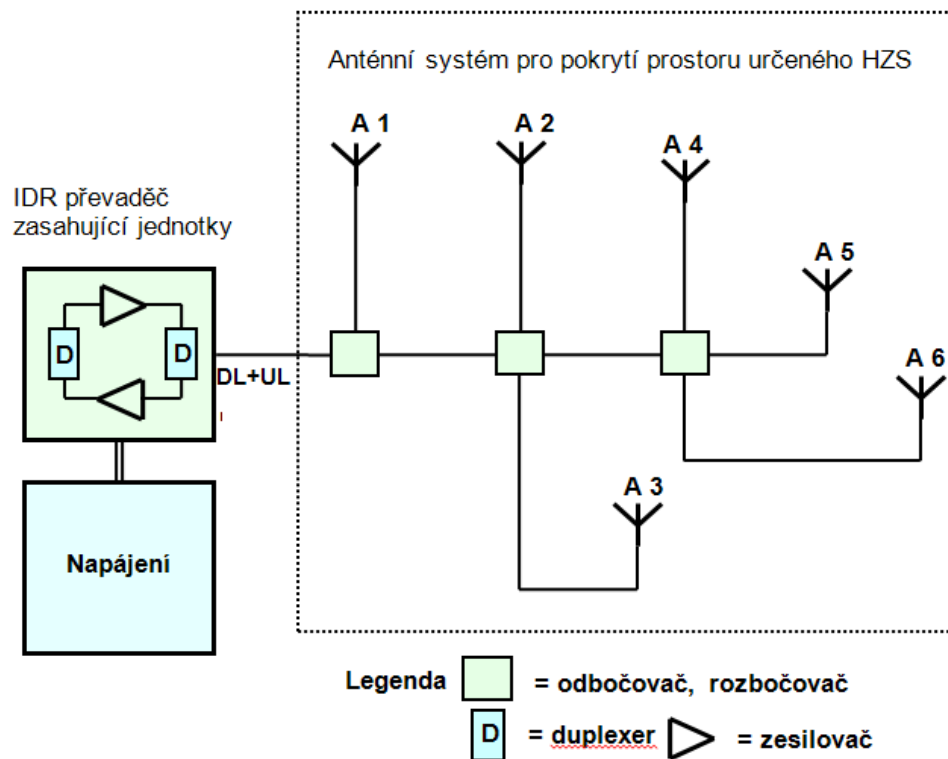 Anténní systém pro pokrytí prostoru určeného HZS
A 1
A 2
A 4
IDR převaděč
zasahující jednotky
A 5
D
D
DL+UL
A 6
A 3
Napájení
Legenda
= odbočovač, rozbočovač
D
= duplexer
= zesilovač